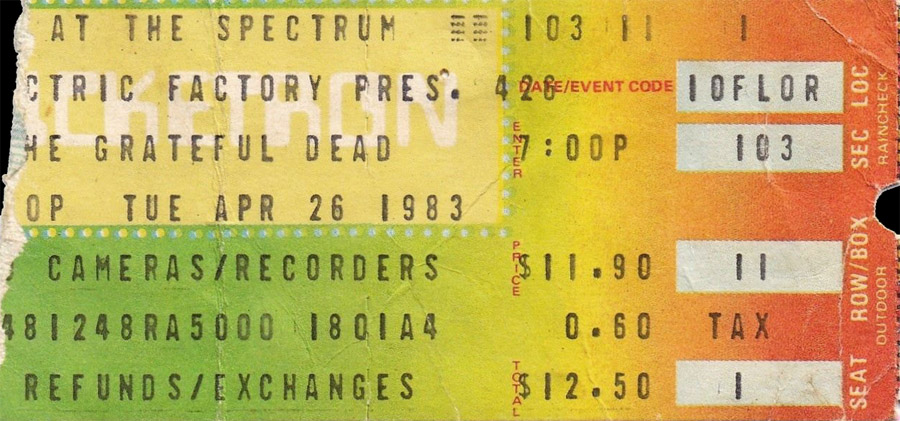 AT THE SPECTRUM 103 11 1
CTRIC FACTORY PRES. 426 DATE/EVENT CODE 10FLOR SEC LOC
HE GRATEFUL DEAD ENTER 7:00P 103 RAINCHECK
OP TUE APR 26 1983
CAMERAS/RECORDERS PRICE $11.90 11 ROW/BOX
481248RA5000 1801A4 0.60 TAX OUTDOOR
REFUNDS/EXCHANGES TOTAL $12.50 1 SEAT